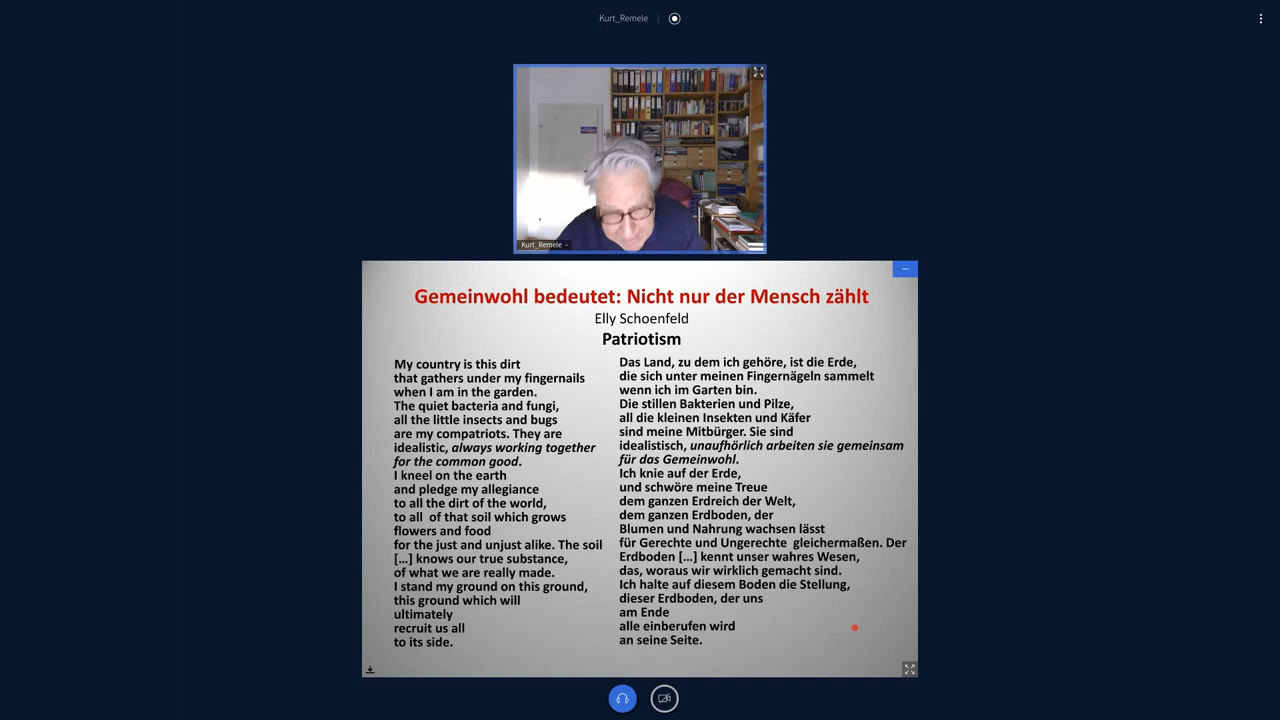 Kurt_Remele
Kurt_Remele
Gemeinwohl bedeutet: Nicht nur der Mensch zählt
Elly Schoenfeld
Patriotism
My country is this dirt
that gathers under my fingernails
when I am in the garden.
The quiet bacteria and fungi,
all the little insects and bugs
are my compatriots. They are
idealistic, always working together
for the common good.
I kneel on the earth
and pledge my allegiance
to all the dirt of the world,
to all of that soil which grows
flowers and food
for the just and unjust alike. The soil
[…] knows our true substance,
of what we are really made.
I stand my ground on this ground,
this ground which will
ultimately
recruit us all
to its side.
Das Land, zu dem ich gehöre, ist die Erde,
die sich unter meinen Fingernägeln sammelt
wenn ich im Garten bin.
Die stillen Bakterien und Pilze,
all die kleinen Insekten und Käfer
sind meine Mitbürger. Sie sind
idealistisch, unaufhörlich arbeiten sie gemeinsam
für das Gemeinwohl.
Ich knie auf der Erde,
und schwöre meine Treue
dem ganzen Erdreich der Welt,
dem ganzen Erdboden, der
Blumen und Nahrung wachsen lässt
für Gerechte und Ungerechte gleichermaßen. Der
Erdboden […] kennt unser wahres Wesen,
das, woraus wir wirklich gemacht sind.
Ich halte auf diesem Boden die Stellung,
dieser Erdboden, der uns
am Ende
alle einberufen wird
an seine Seite.